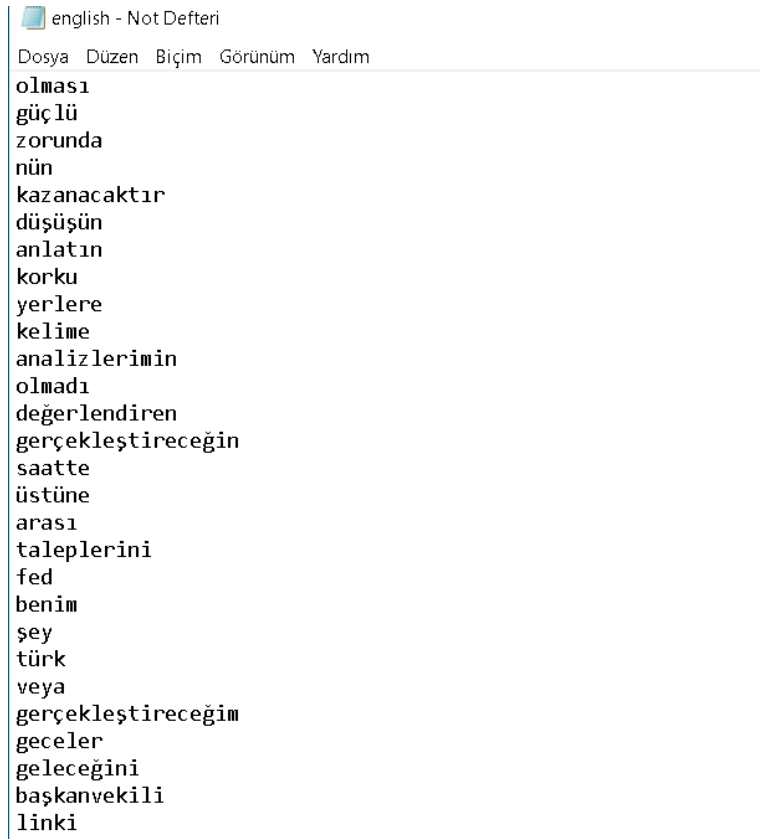 english - Not Defteri
Dosya Düzen Biçim Görünüm Yardım
olması
güçlü
zorunda
nün
kazanacaktır
düşüşün
anlatın
korku
yerlere
kelime
analizlerimin
olmadı
değerlendiren
gerçekleştireceğin
saatte
üstüne
arası
taleplerini
fed
benim
şey
türk
veya
gerçekleştireceğim
geceler
geleceğini
başkanvekili
linki